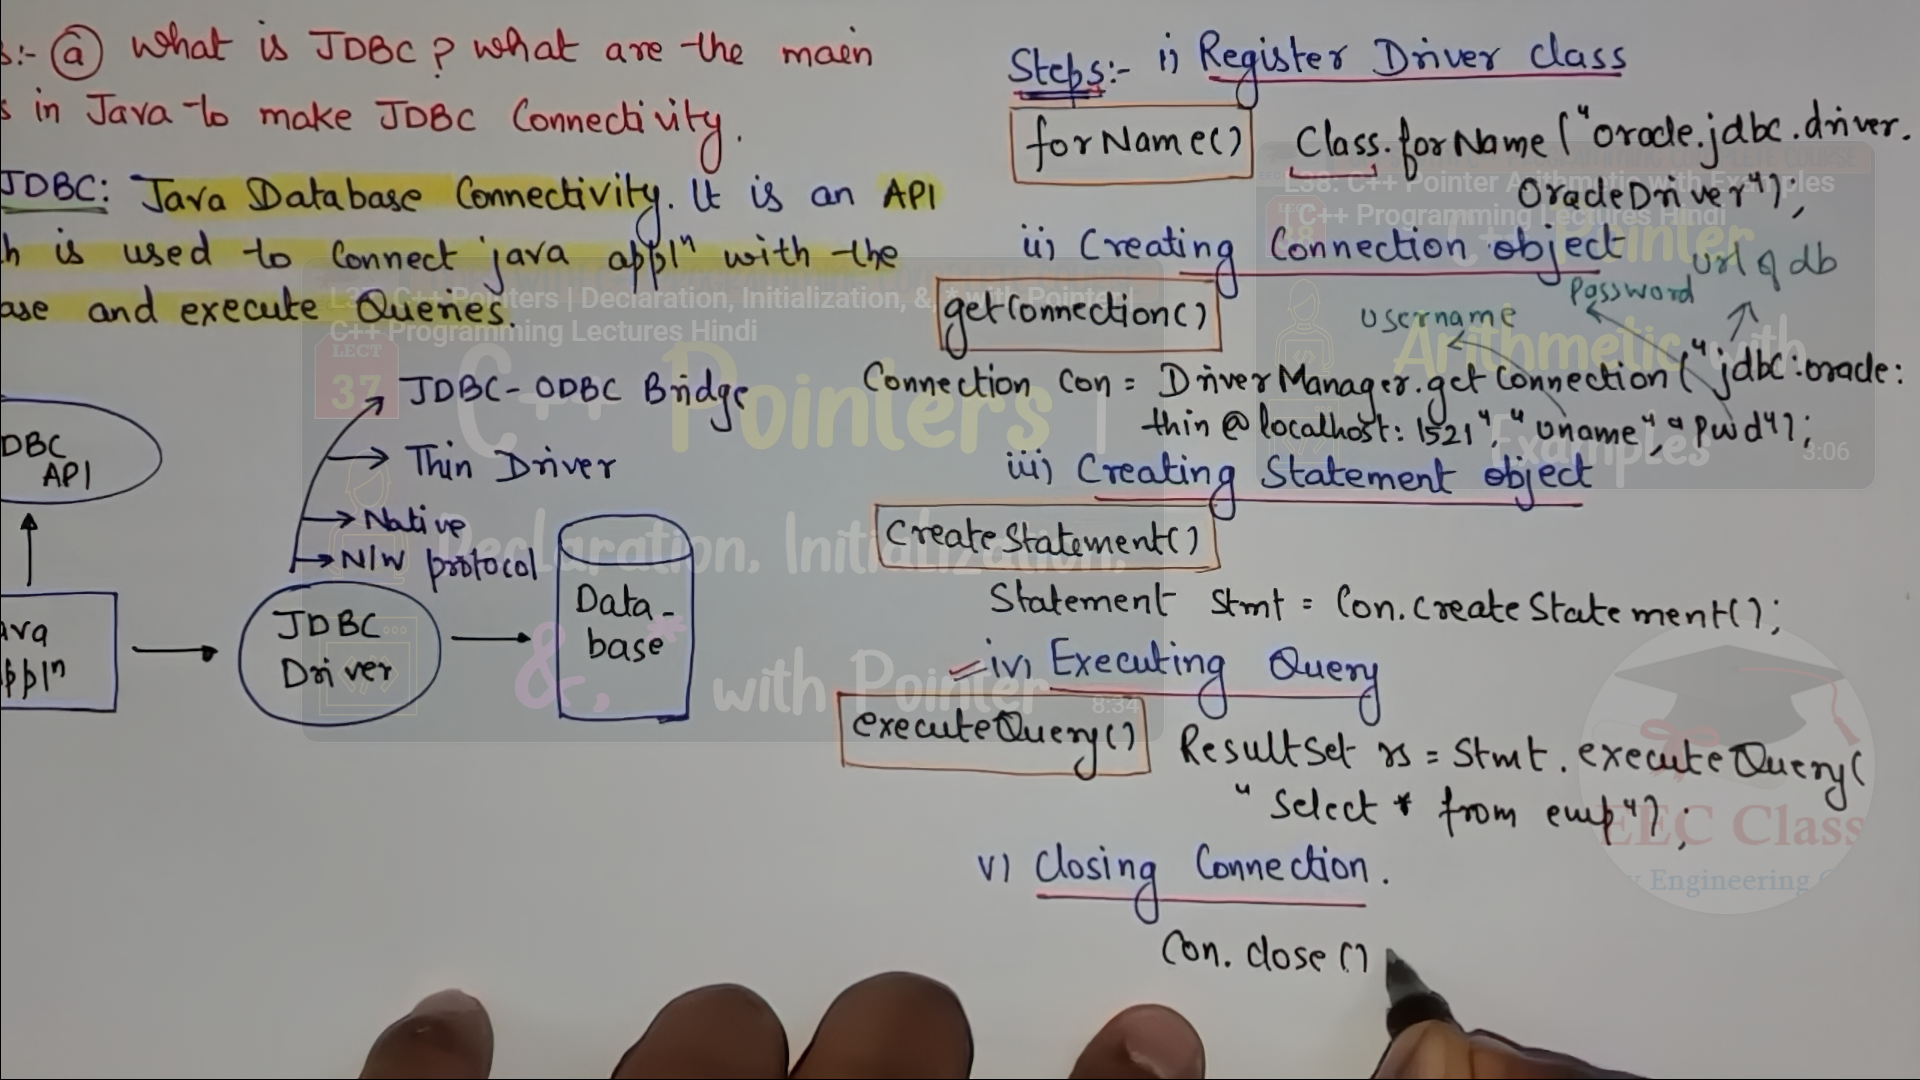 s:- (a) What is JDBC? what are the main
s in Java to make JDBC Connectivity.
JDBC: Java Database Connectivity. It is an API
h is used to Connect java applⁿ with the
ase and execute Queries.
DBC
API
JDBC-ODBC Bridge
Thin Driver
Native
N/W protocol
ava
pplⁿ
JDBC
Driver
Data-
base
Steps:- i) Register Driver class
forName() Class.forName("oracle.jdbc.driver.
OracleDriver");
ii) Creating Connection object
url of db
password
username
getConnection()
Connection con = DriverManager.getConnection("jdbc:oracle:
thin@localhost:1521","uname","pwd");
iii) Creating Statement object
createStatement()
Statement stmt = Con.createStatement();
iv) Executing Query
executeQuery() ResultSet rs = Stmt.executeQuery(
"Select * from emp");
v) Closing Connection.
Con.close()
L37: C++ Pointers | Declaration, Initialization, & * with Pointer |
C++ Programming Lectures Hindi
LECT
37
C++ Pointers |
Declaration, Initialization,
&, *
with Pointer
8:34
L38: C++ Pointer Arithmetic with Examples
| C++ Programming Lectures Hindi
38
C++ Pointer
Arithmetic with
Examples
3:06
EEC Class
Engineering